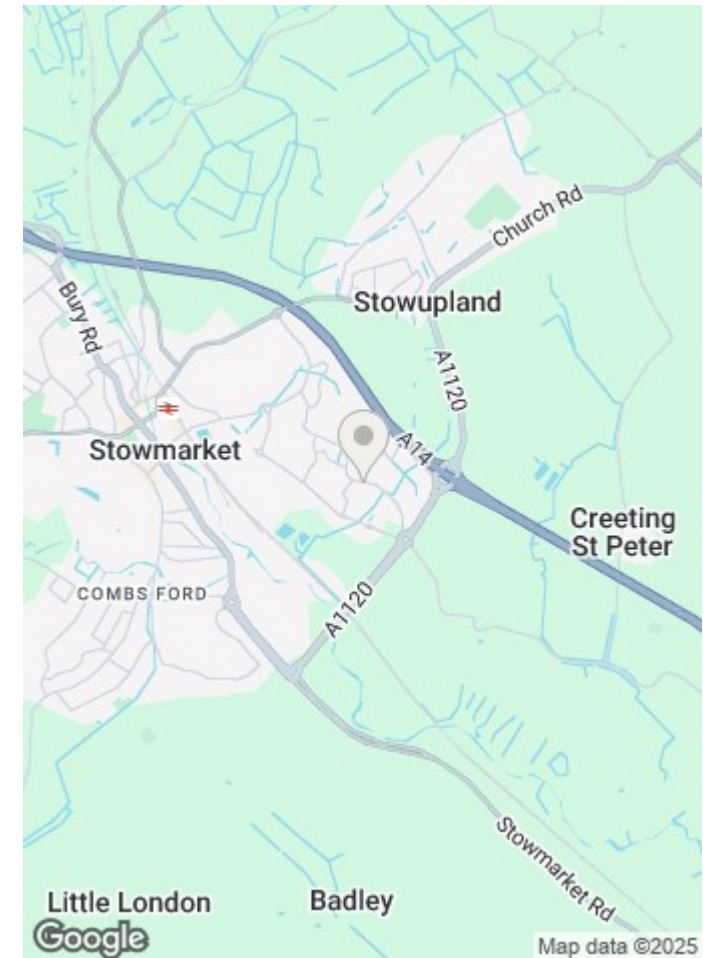 Church Rd
Stowupland
Bury Rd
A1120
Stowmarket
A14
Creeting
St Peter
COMBS FORD
A1120
Stowmarket Rd
Little London
Badley
Google
Map data ©2025